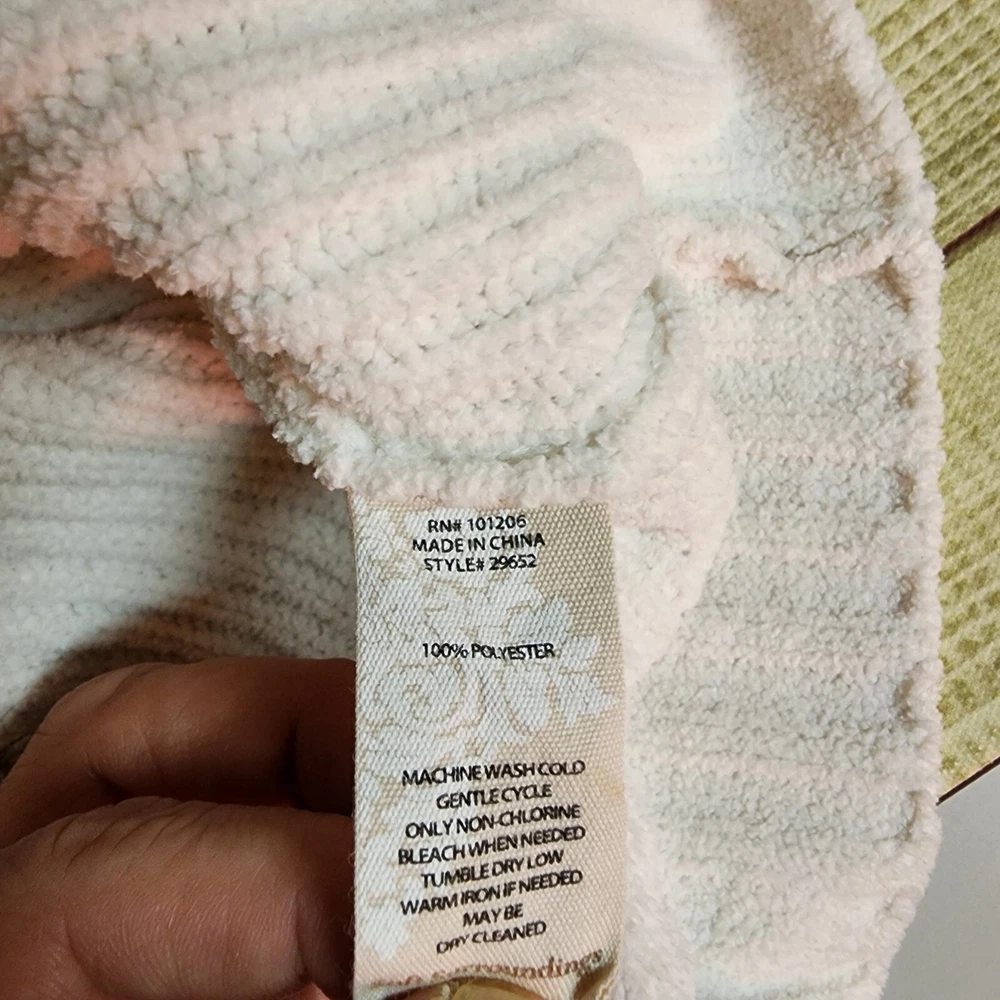 RN# 101206
MADE IN CHINA
STYLE# 29652
100% POLYESTER
MACHINE WASH COLD
GENTLE CYCLE
ONLY NON-CHLORINE
BLEACH WHEN NEEDED
TUMBLE DRY LOW
WARM IRON IF NEEDED
MAY BE
DRY CLEANED
surroundings